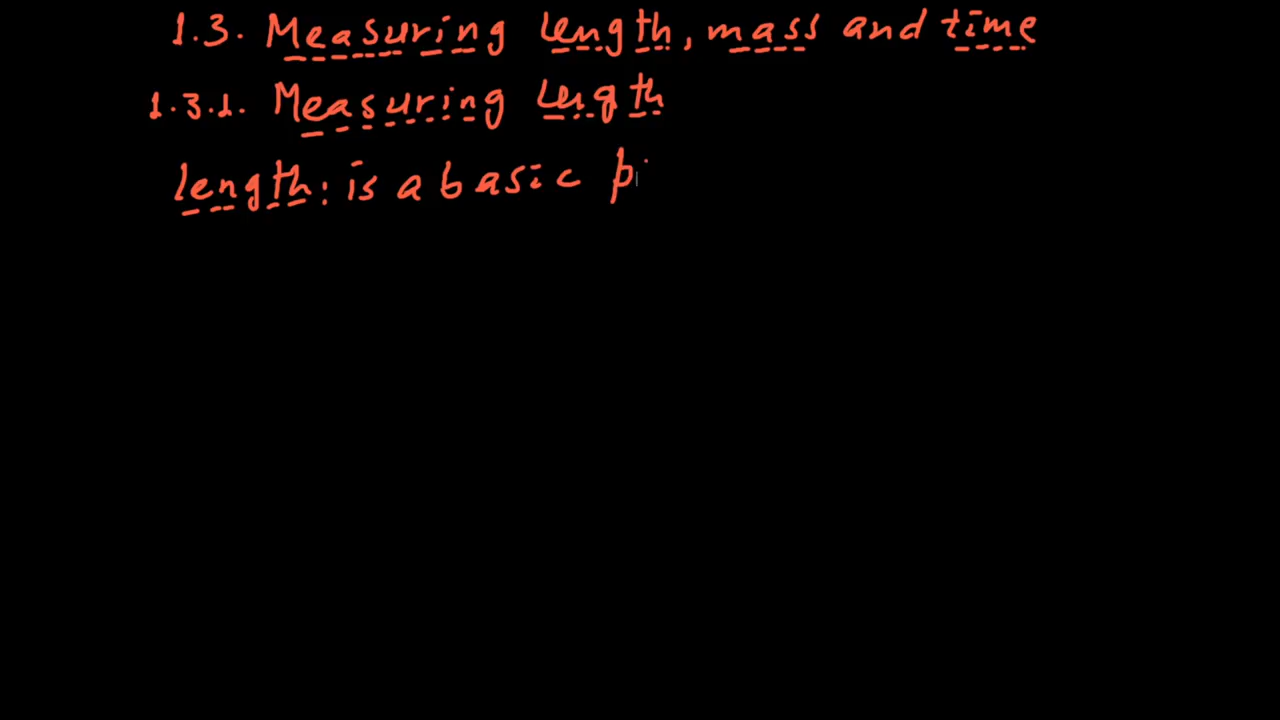 1.3. Measuring length, mass and time
1.3.1. Measuring length
length: is a basic p